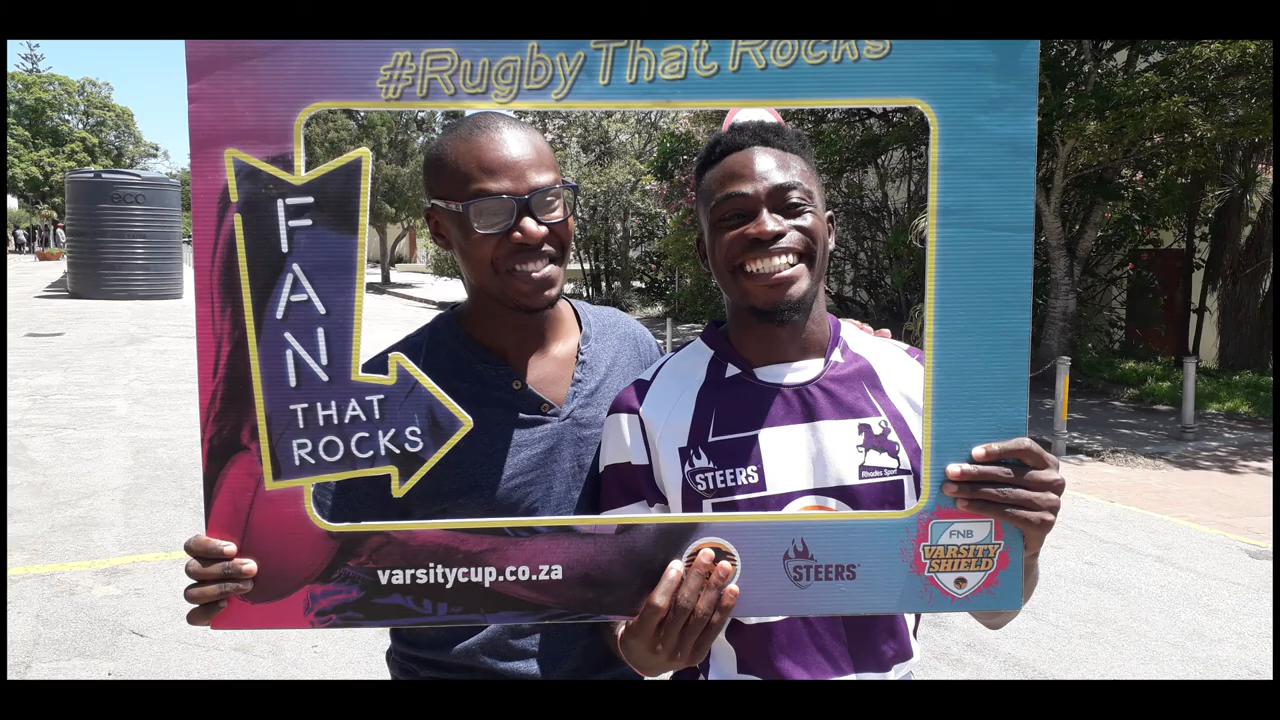 #RugbyThatRocks
eco
FAN
THAT
ROCKS
STEERS
Rhodes Sport
varsitycup.co.za
STEERS
FNB
VARSITY
SHIELD